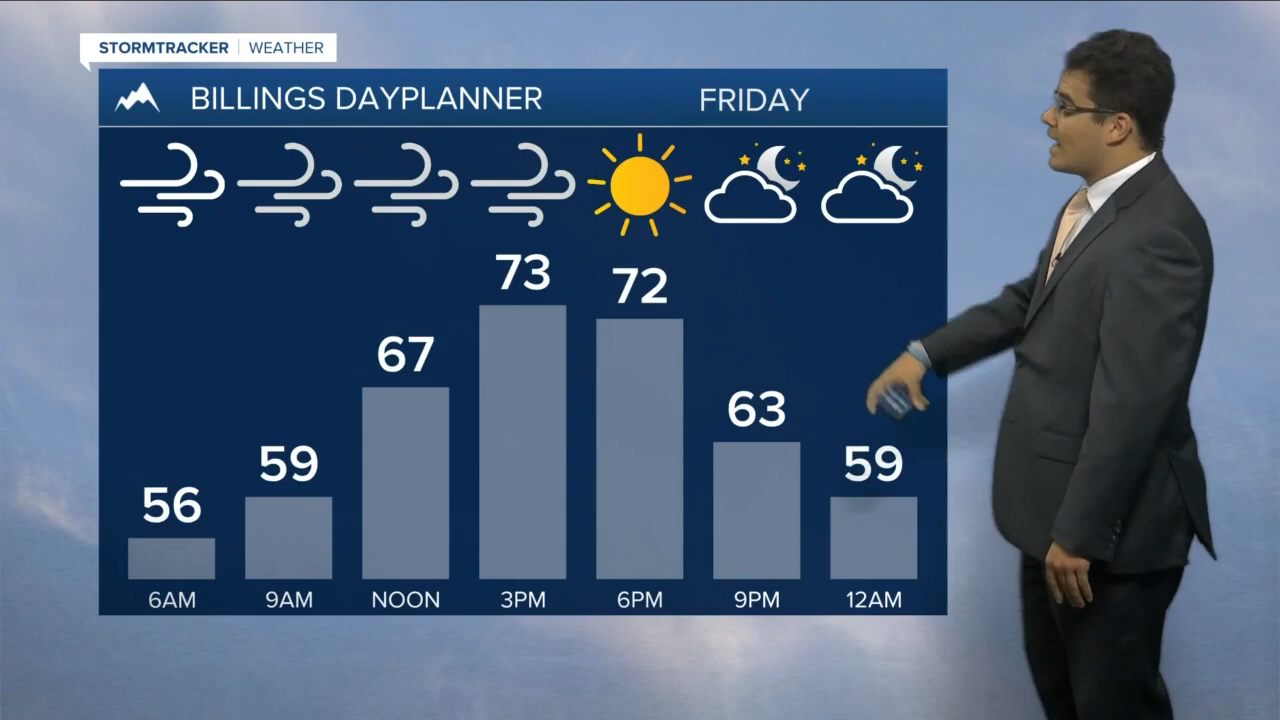 STORMTRACKER WEATHER
BILLINGS DAYPLANNER FRIDAY
73
72
67
63
59
59
56
6AM 9AM NOON 3PM 6PM 9PM 12AM